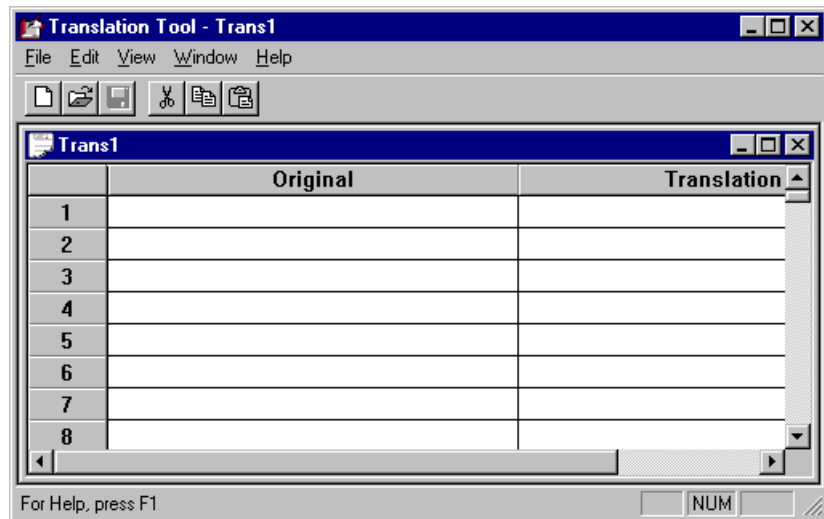 Translation Tool - Trans1
File Edit View Window Help
Trans1
Original Translation
1
2
3
4
5
6
7
8
For Help, press F1 NUM